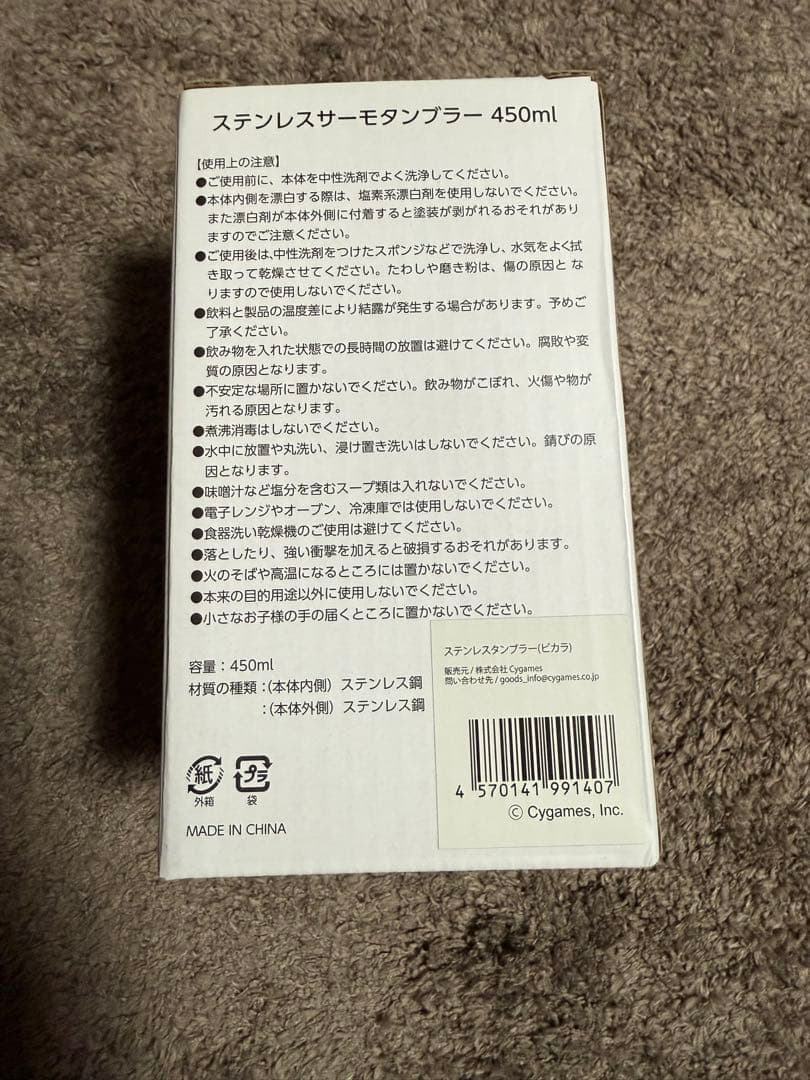 ステンレスサーモタンブラー 450ml
【使用上の注意】
●ご使用前に、本体を中性洗剤でよく洗浄してください。
●本体内側を漂白する際は、塩素系漂白剤を使用しないでください。
また漂白剤が本体外側に付着すると塗装が剥がれるおそれがあり
ますのでご注意ください。
●ご使用後は、中性洗剤をつけたスポンジなどで洗浄し、水気をよく拭
き取って乾燥させてください。たわしや磨き粉は、傷の原因と な
りますので使用しないでください。
●飲料と製品の温度差により結露が発生する場合があります。予めご
了承ください。
●飲み物を入れた状態での長時間の放置は避けてください。腐敗や変
質の原因となります。
●不安定な場所に置かないでください。飲み物がこぼれ、火傷や物が
汚れる原因となります。
●煮沸消毒はしないでください。
●水中に放置や丸洗い、浸け置き洗いはしないでください。錆びの原
因となります。
●味噌汁など塩分を含むスープ類は入れないでください。
●電子レンジやオーブン、冷凍庫では使用しないでください。
●食器洗い乾燥機のご使用は避けてください。
●落としたり、強い衝撃を加えると破損するおそれがあります。
●火のそばや高温になるところには置かないでください。
●本来の目的用途以外に使用しないでください。
●小さなお子様の手の届くところに置かないでください。
容量：450ml
材質の種類：(本体内側) ステンレス鋼
：(本体外側) ステンレス鋼
紙
外箱
プラ
袋
MADE IN CHINA
ステンレスタンブラー(ピカラ)
販売元 / 株式会社 Cygames
問い合わせ先 / goods_info@cygames.co.jp
4 570141 991407
© Cygames, Inc.